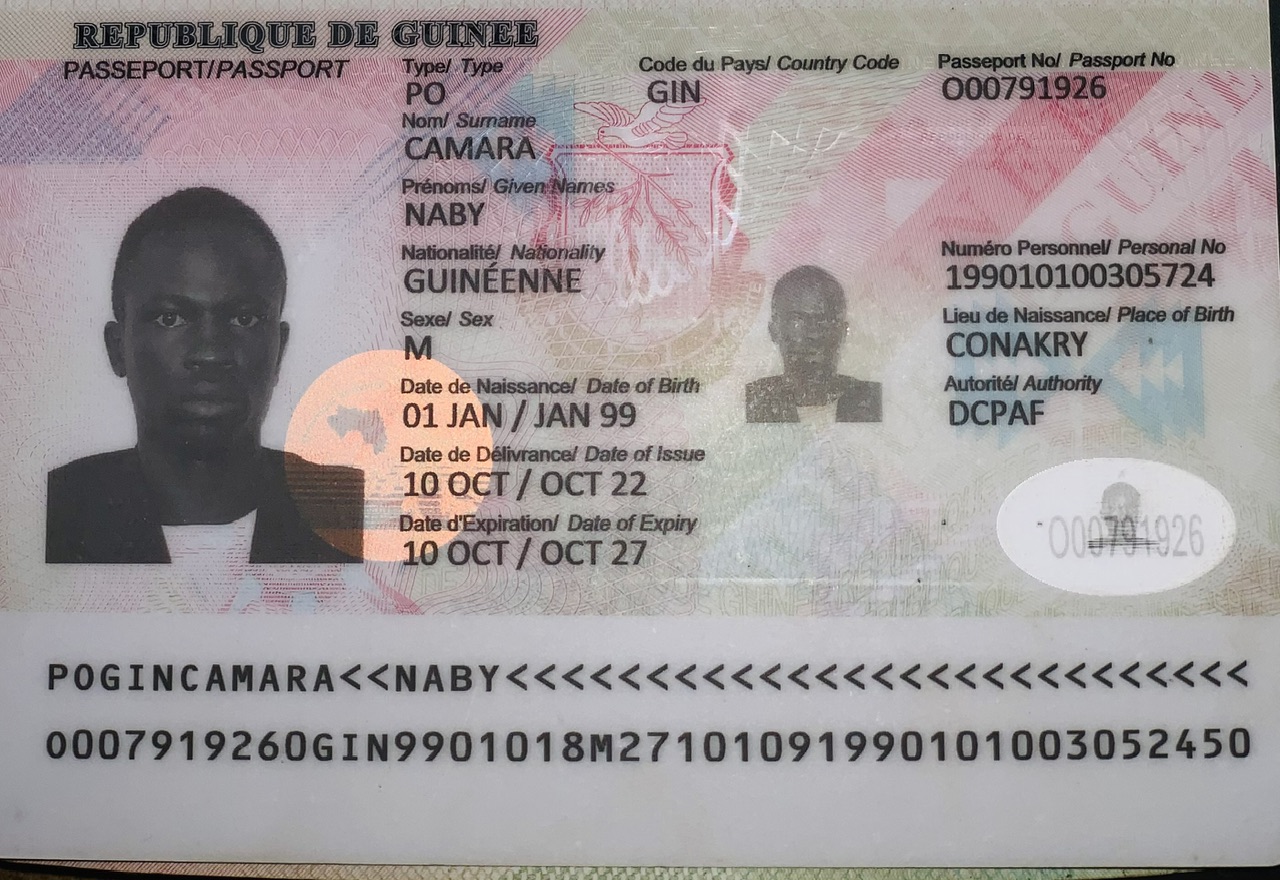 REPUBLIQUE DE GUINEE
PASSEPORT/PASSPORT
Type/ Type
PO
Code du Pays/ Country Code
GIN
Passeport No/ Passport No
O00791926
Nom/ Surname
CAMARA
Prénoms/ Given Names
NABY
Nationalité/ Nationality
GUINÉENNE
Sexe/ Sex
M
Date de Naissance/ Date of Birth
01 JAN / JAN 99
Date de Délivrance/ Date of Issue
10 OCT / OCT 22
Date d'Expiration/ Date of Expiry
10 OCT / OCT 27
Numéro Personnel/ Personal No
199010100305724
Lieu de Naissance/ Place of Birth
CONAKRY
Autorité/ Authority
DCPAF
O00791926
POGINCAMARA<<NABY<<<<<<<<<<<<<<<<<<<<<<<<<<<
O007919260GIN9901018M27101091990101003052450